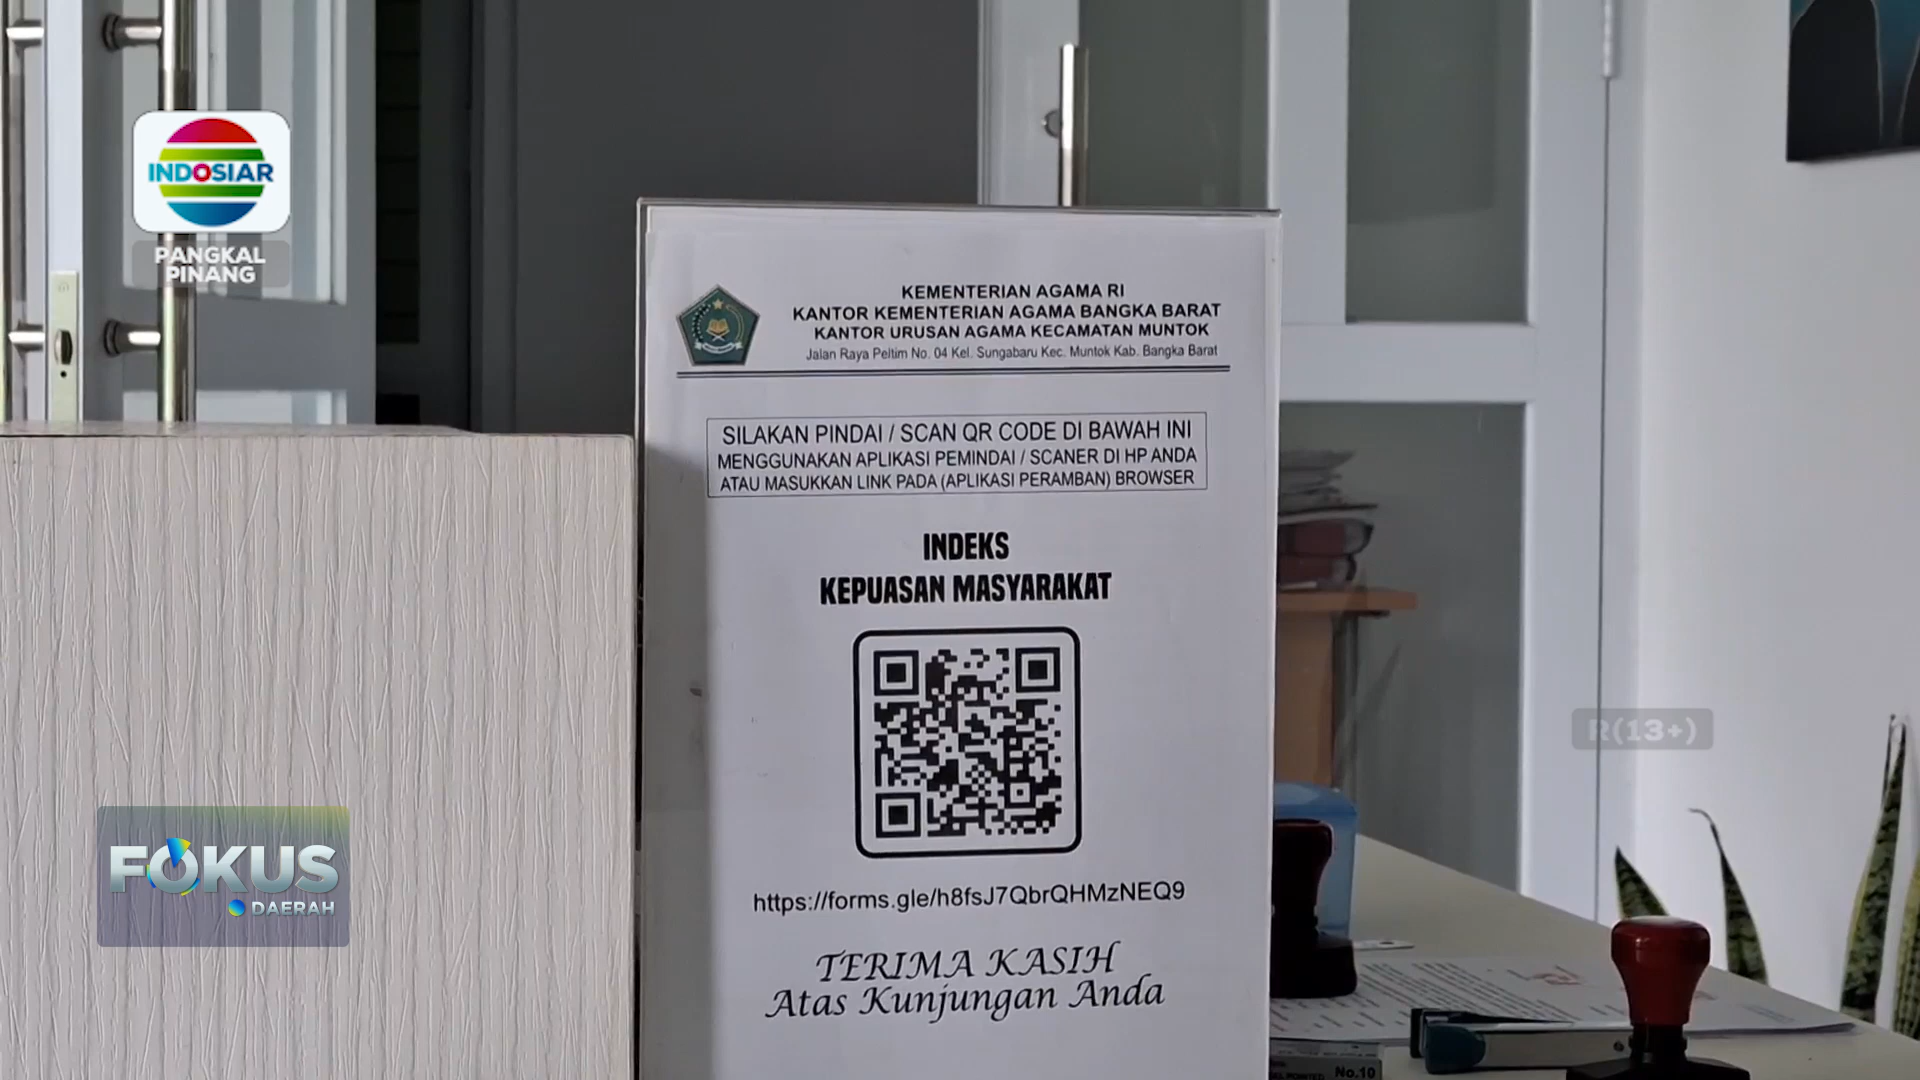 INDOSIAR
PANGKAL
PINANG
KEMENTERIAN AGAMA RI
KANTOR KEMENTERIAN AGAMA BANGKA BARAT
KANTOR URUSAN AGAMA KECAMATAN MUNTOK
Jalan Raya Peltim No. 04 Kel. Sungabaru Kec. Muntok Kab. Bangka Barat
SILAKAN PINDAI / SCAN QR CODE DI BAWAH INI
MENGGUNAKAN APLIKASI PEMINDAI / SCANER DI HP ANDA
ATAU MASUKKAN LINK PADA (APLIKASI PERAMBAN) BROWSER
INDEKS
KEPUASAN MASYARAKAT
https://forms.gle/h8fsJ7QbrQHMzNEQ9
TERIMA KASIH
Atas Kunjungan Anda
R(13+)
FOKUS
DAERAH
No.10